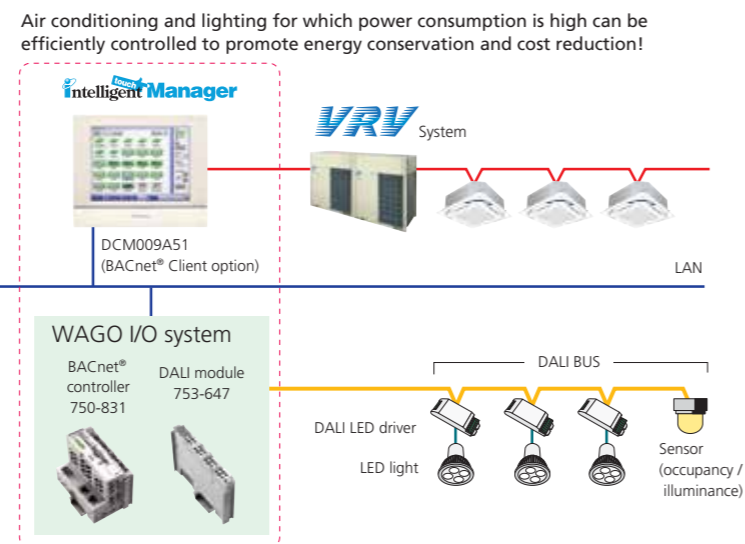 Air conditioning and lighting for which power consumption is high can be
efficiently controlled to promote energy conservation and cost reduction!
intelligent touch Manager
VRV System
DCM009A51
(BACnet® Client option)
LAN
WAGO I/O system
BACnet®
controller
750-831
DALI module
753-647
DALI BUS
DALI LED driver
LED light
Sensor
(occupancy /
illuminance)